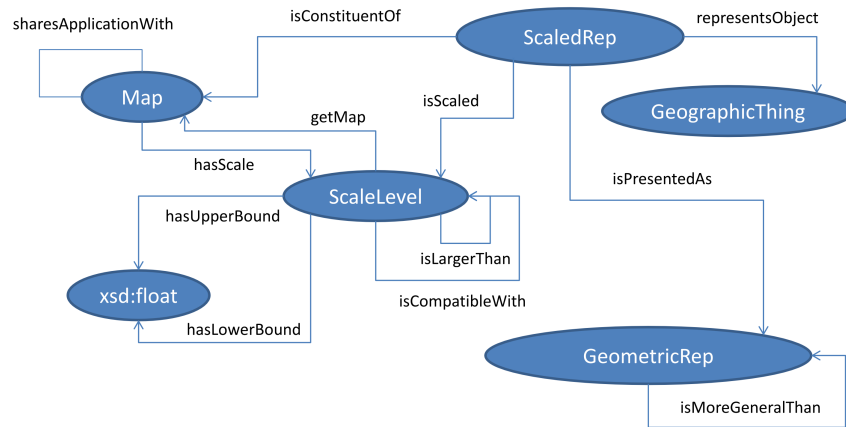 sharesApplicationWith
isConstituentOf
ScaledRep
representsObject
Map
isScaled
GeographicThing
getMap
hasScale
isPresentedAs
ScaleLevel
hasUpperBound
isLargerThan
xsd:float
isCompatibleWith
hasLowerBound
GeometricRep
isMoreGeneralThan